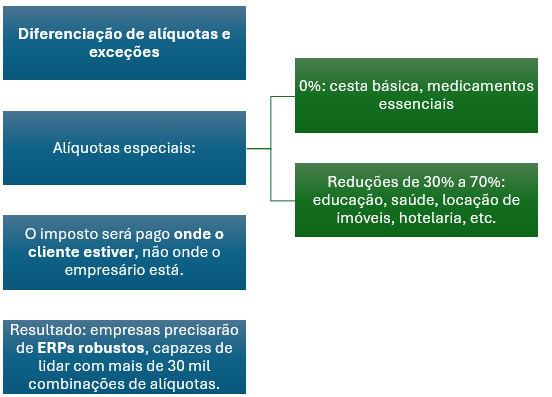 Diferenciação de alíquotas e
exceções
Alíquotas especiais:
0%: cesta básica, medicamentos
essenciais
Reduções de 30% a 70%:
educação, saúde, locação de
imóveis, hotelaria, etc.
O imposto será pago onde o
cliente estiver, não onde o
empresário está.
Resultado: empresas precisarão
de ERPs robustos, capazes de
lidar com mais de 30 mil
combinações de alíquotas.